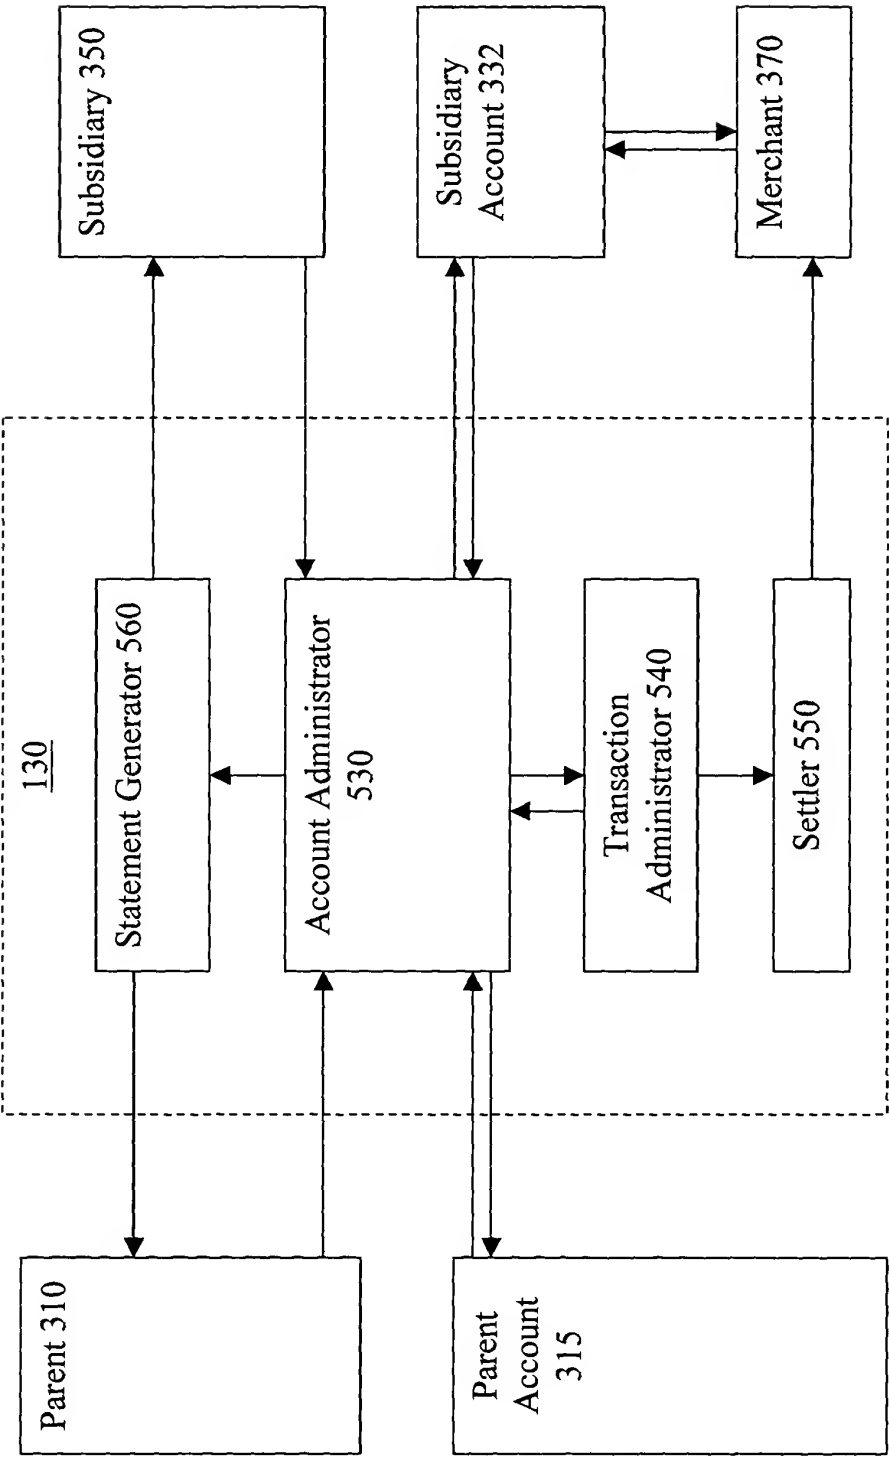 130
Parent 310
Statement Generator 560
Subsidiary 350
Account Administrator
530
Parent
Account
315
Subsidiary
Account 332
Transaction
Administrator 540
Settler 550
Merchant 370